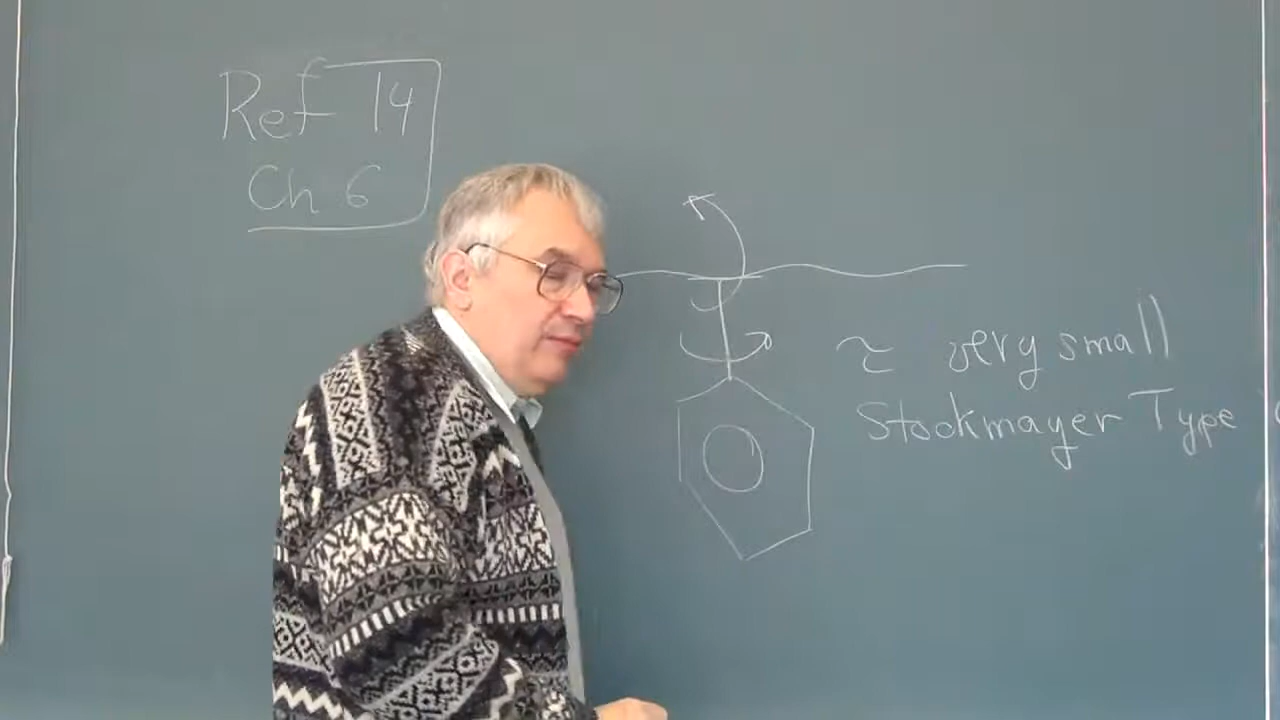 Ref 14
Ch 6
τ very small
Stockmayer Type